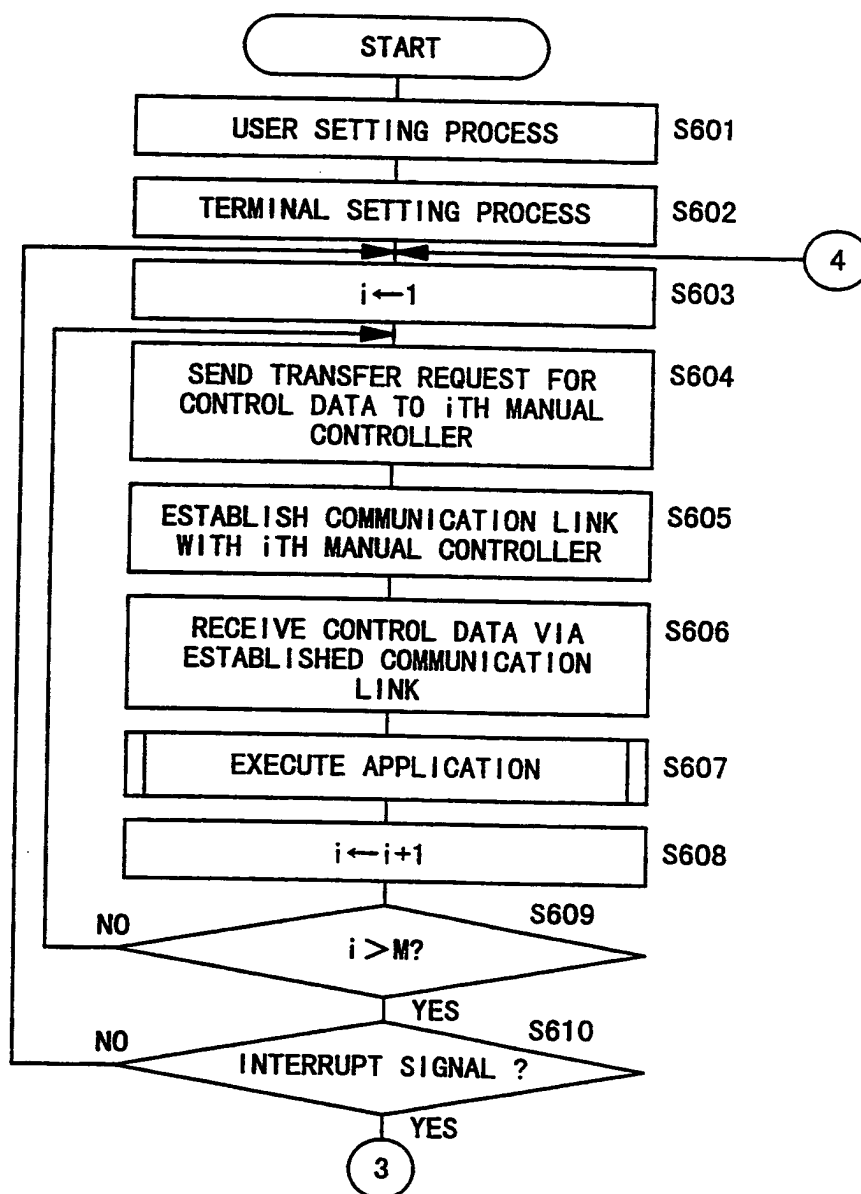 START
USER SETTING PROCESS
S601
TERMINAL SETTING PROCESS
S602
4
i←1
S603
SEND TRANSFER REQUEST FOR
CONTROL DATA TO iTH MANUAL
CONTROLLER
S604
ESTABLISH COMMUNICATION LINK
WITH iTH MANUAL CONTROLLER
S605
RECEIVE CONTROL DATA VIA
ESTABLISHED COMMUNICATION
LINK
S606
EXECUTE APPLICATION
S607
i←i+1
S608
S609
NO
i>M?
YES
S610
NO
INTERRUPT SIGNAL ?
YES
3